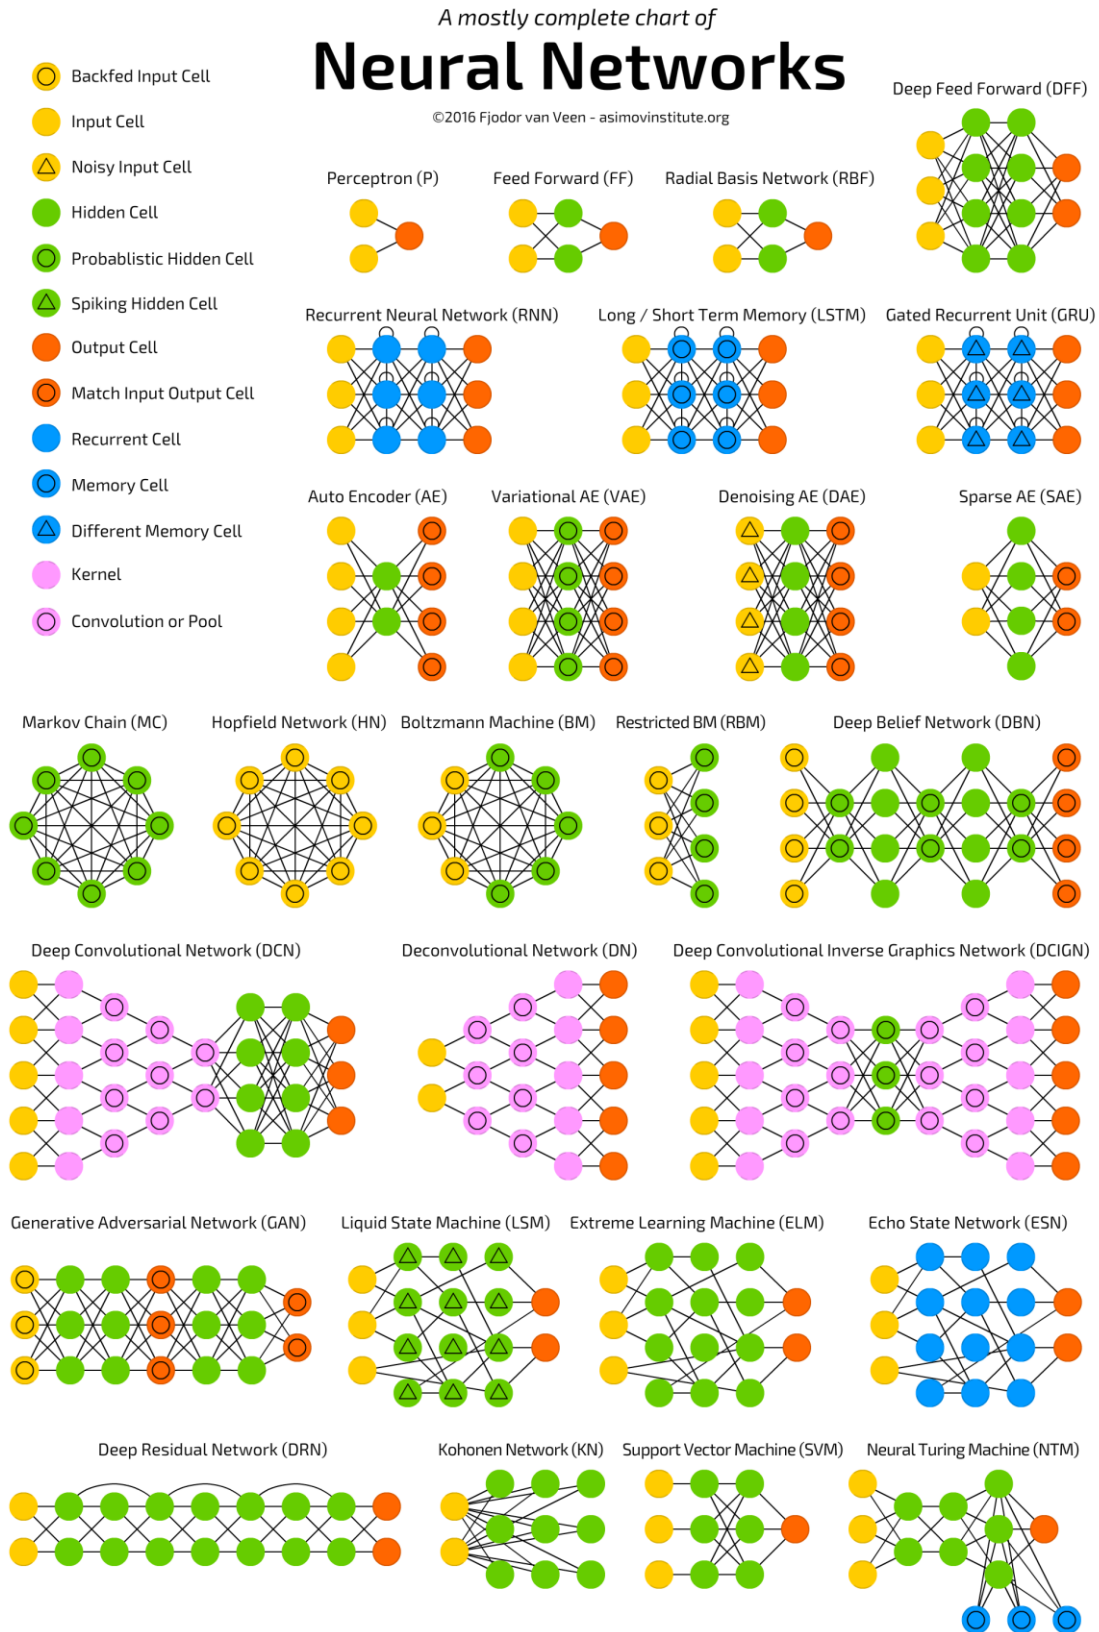 A mostly complete chart of
Neural Networks
©2016 Fjodor van Veen - asimovinstitute.org
Backfed Input Cell
Input Cell
Noisy Input Cell
Hidden Cell
Probablistic Hidden Cell
Spiking Hidden Cell
Output Cell
Match Input Output Cell
Recurrent Cell
Memory Cell
Different Memory Cell
Kernel
Convolution or Pool
Deep Feed Forward (DFF)
Perceptron (P)
Feed Forward (FF)
Radial Basis Network (RBF)
Recurrent Neural Network (RNN)
Long / Short Term Memory (LSTM)
Gated Recurrent Unit (GRU)
Auto Encoder (AE)
Variational AE (VAE)
Denoising AE (DAE)
Sparse AE (SAE)
Markov Chain (MC)
Hopfield Network (HN)
Boltzmann Machine (BM)
Restricted BM (RBM)
Deep Belief Network (DBN)
Deep Convolutional Network (DCN)
Deconvolutional Network (DN)
Deep Convolutional Inverse Graphics Network (DCIGN)
Generative Adversarial Network (GAN)
Liquid State Machine (LSM)
Extreme Learning Machine (ELM)
Echo State Network (ESN)
Deep Residual Network (DRN)
Kohonen Network (KN)
Support Vector Machine (SVM)
Neural Turing Machine (NTM)